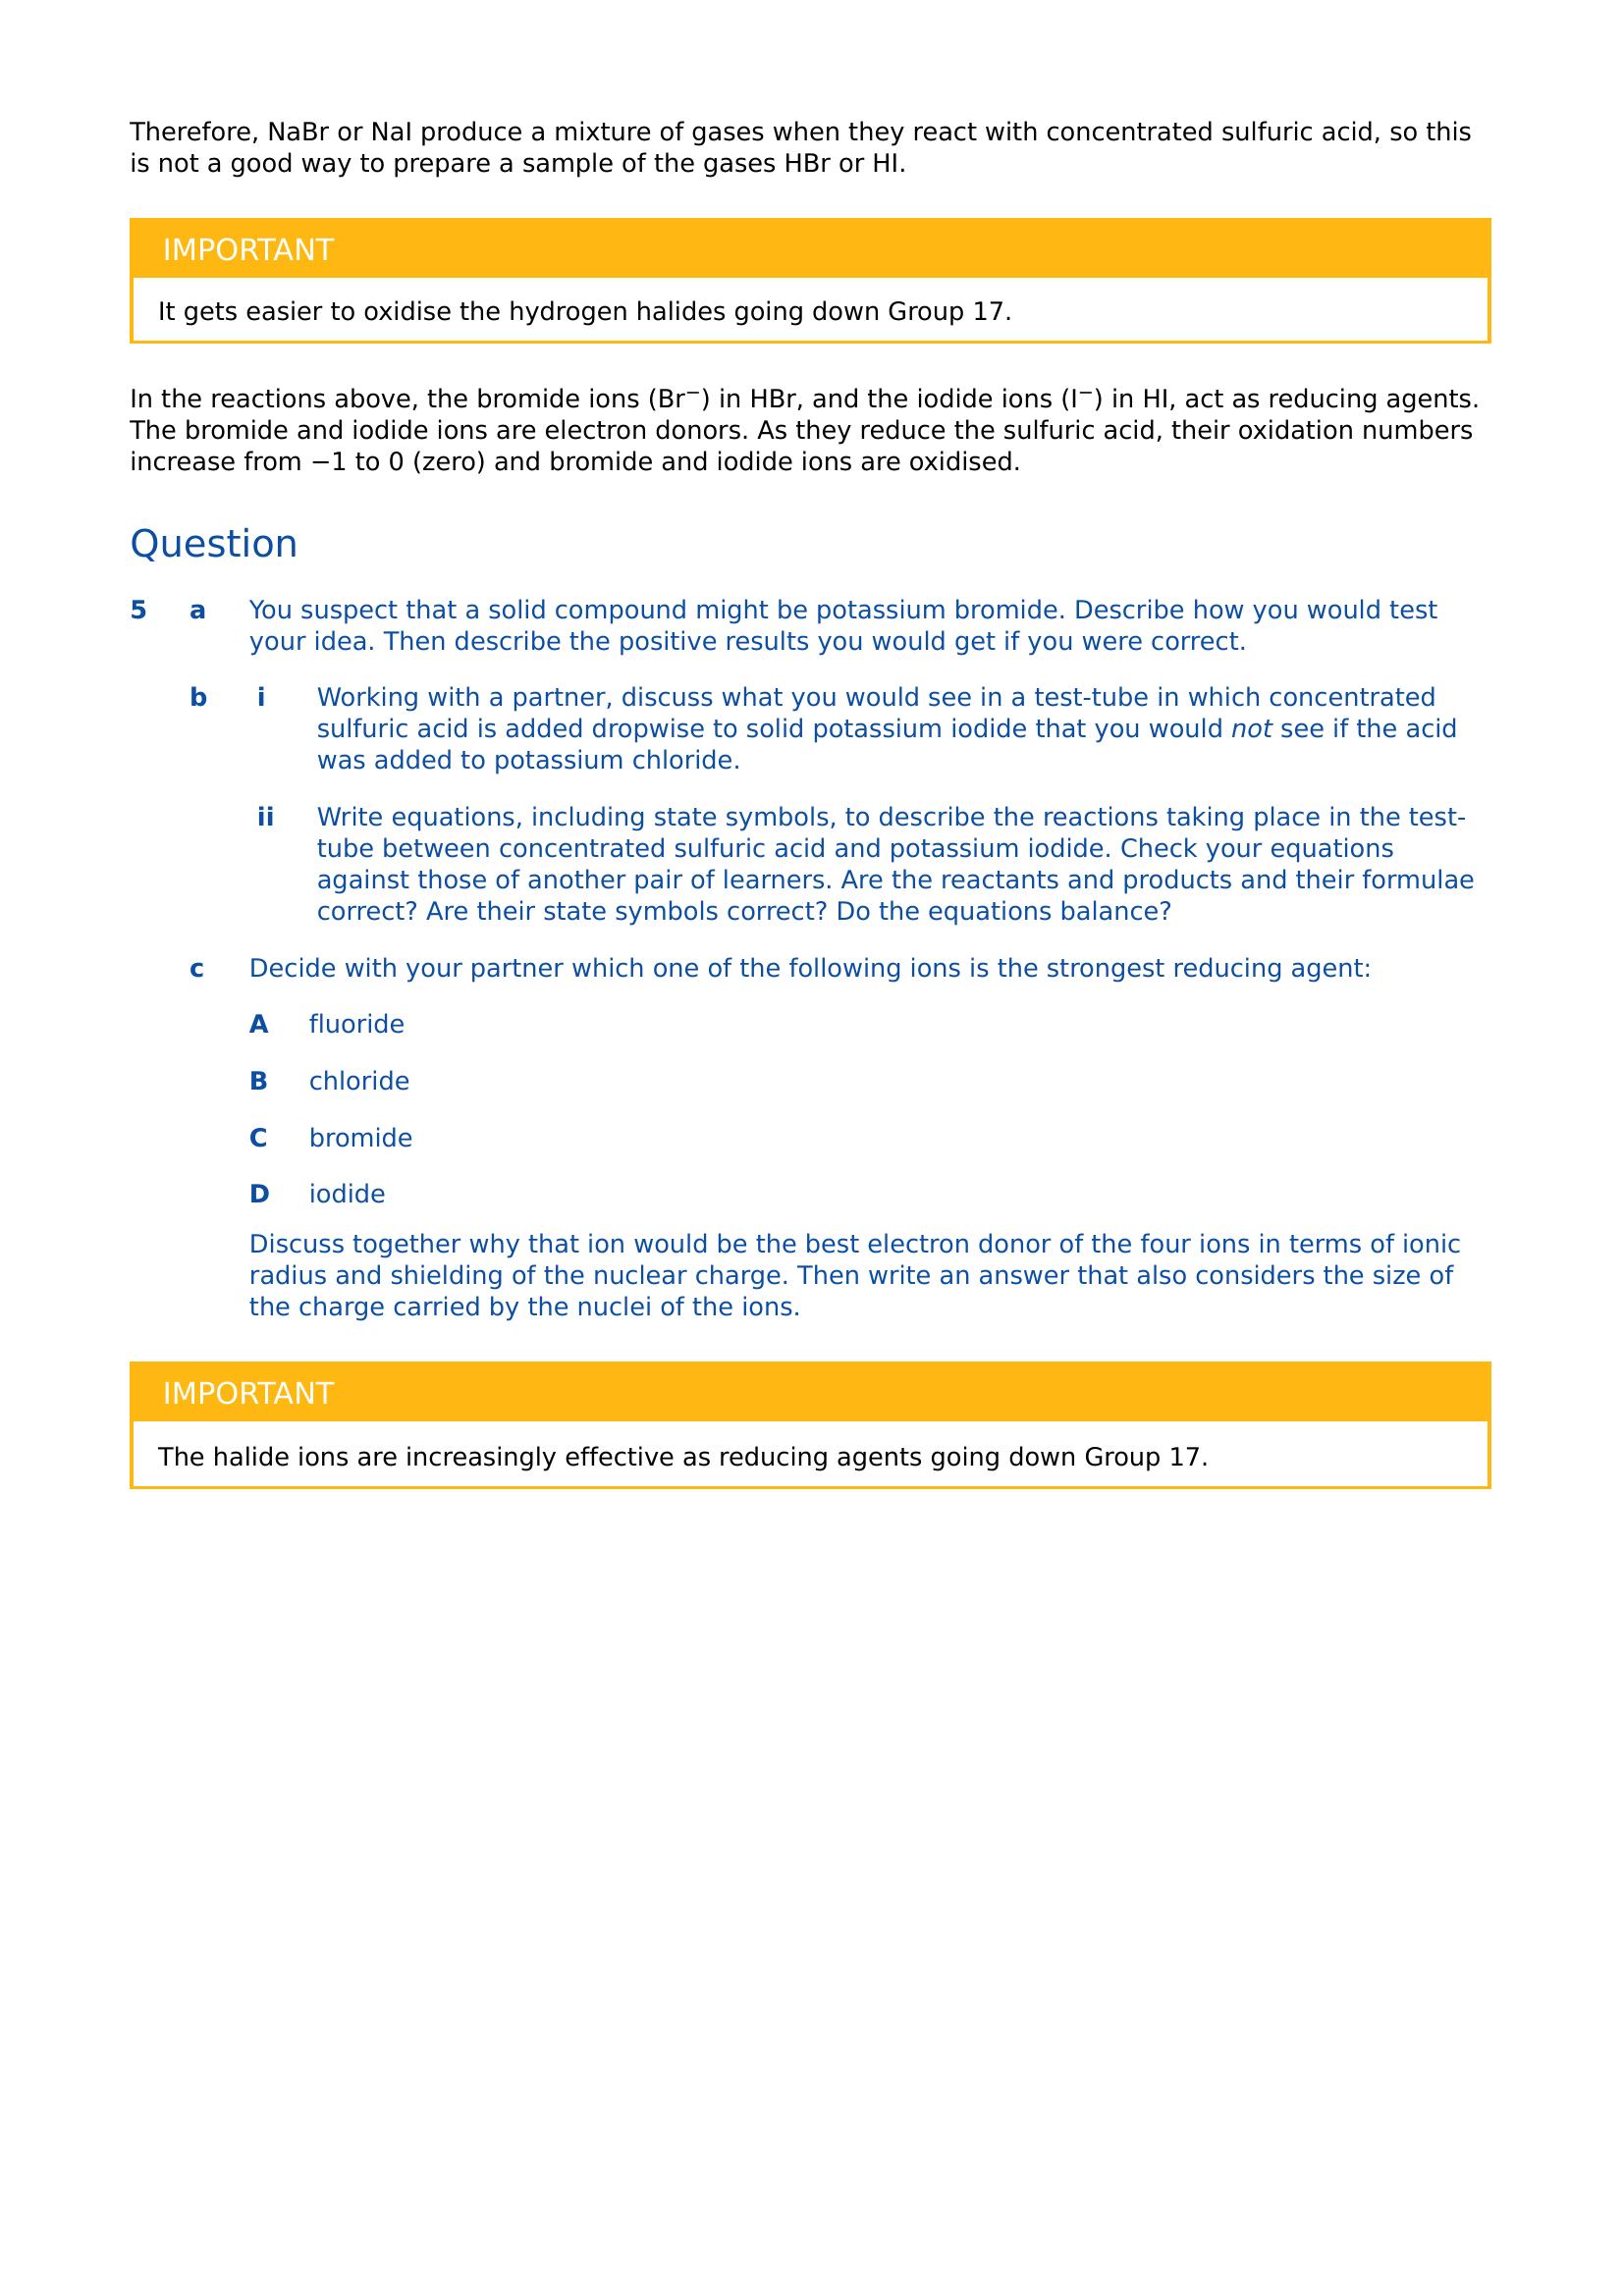 Therefore, NaBr or NaI produce a mixture of gases when they react with concentrated sulfuric acid, so this
is not a good way to prepare a sample of the gases HBr or HI.
IMPORTANT
It gets easier to oxidise the hydrogen halides going down Group 17.
In the reactions above, the bromide ions (Br⁻) in HBr, and the iodide ions (I⁻) in HI, act as reducing agents.
The bromide and iodide ions are electron donors. As they reduce the sulfuric acid, their oxidation numbers
increase from −1 to 0 (zero) and bromide and iodide ions are oxidised.
Question
5 a You suspect that a solid compound might be potassium bromide. Describe how you would test
your idea. Then describe the positive results you would get if you were correct.
b i Working with a partner, discuss what you would see in a test-tube in which concentrated
sulfuric acid is added dropwise to solid potassium iodide that you would not see if the acid
was added to potassium chloride.
ii Write equations, including state symbols, to describe the reactions taking place in the test-
tube between concentrated sulfuric acid and potassium iodide. Check your equations
against those of another pair of learners. Are the reactants and products and their formulae
correct? Are their state symbols correct? Do the equations balance?
c Decide with your partner which one of the following ions is the strongest reducing agent:
A fluoride
B chloride
C bromide
D iodide
Discuss together why that ion would be the best electron donor of the four ions in terms of ionic
radius and shielding of the nuclear charge. Then write an answer that also considers the size of
the charge carried by the nuclei of the ions.
IMPORTANT
The halide ions are increasingly effective as reducing agents going down Group 17.